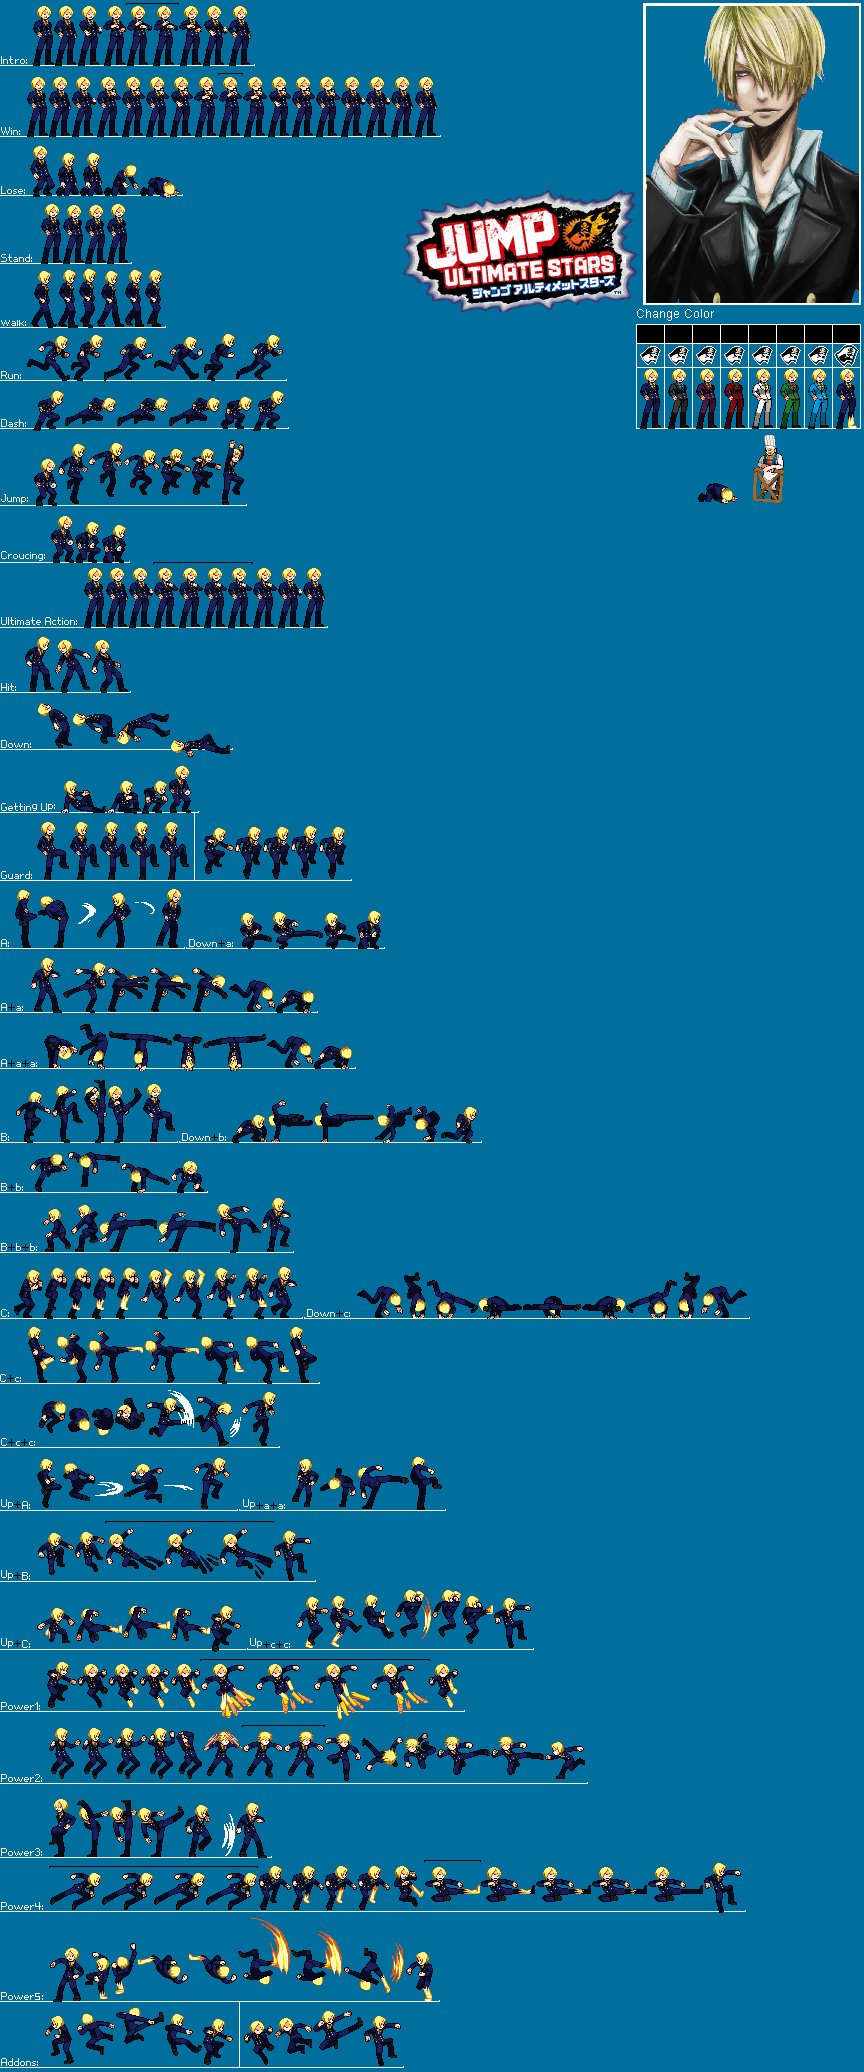 Intro:
Win:
Lose:
Stand:
Walk:
Run:
Dash:
Jump:
Croucing:
Ultimate Action:
Hit:
Down:
Getting Up:
Guard:
A:
Down+a:
A+a:
A+a+a:
B:
Down+b:
B+b:
B+b+b:
C:
Down+c:
C+c:
C+c+c:
Up+A:
Up+a+a:
Up+B:
Up+C:
Up+c+c:
Power1:
Power2:
Power3:
Power4:
Power5:
Addons:
JUMP
ULTIMATE STARS
ジャンプ アルティメットスターズ
TM
Change Color